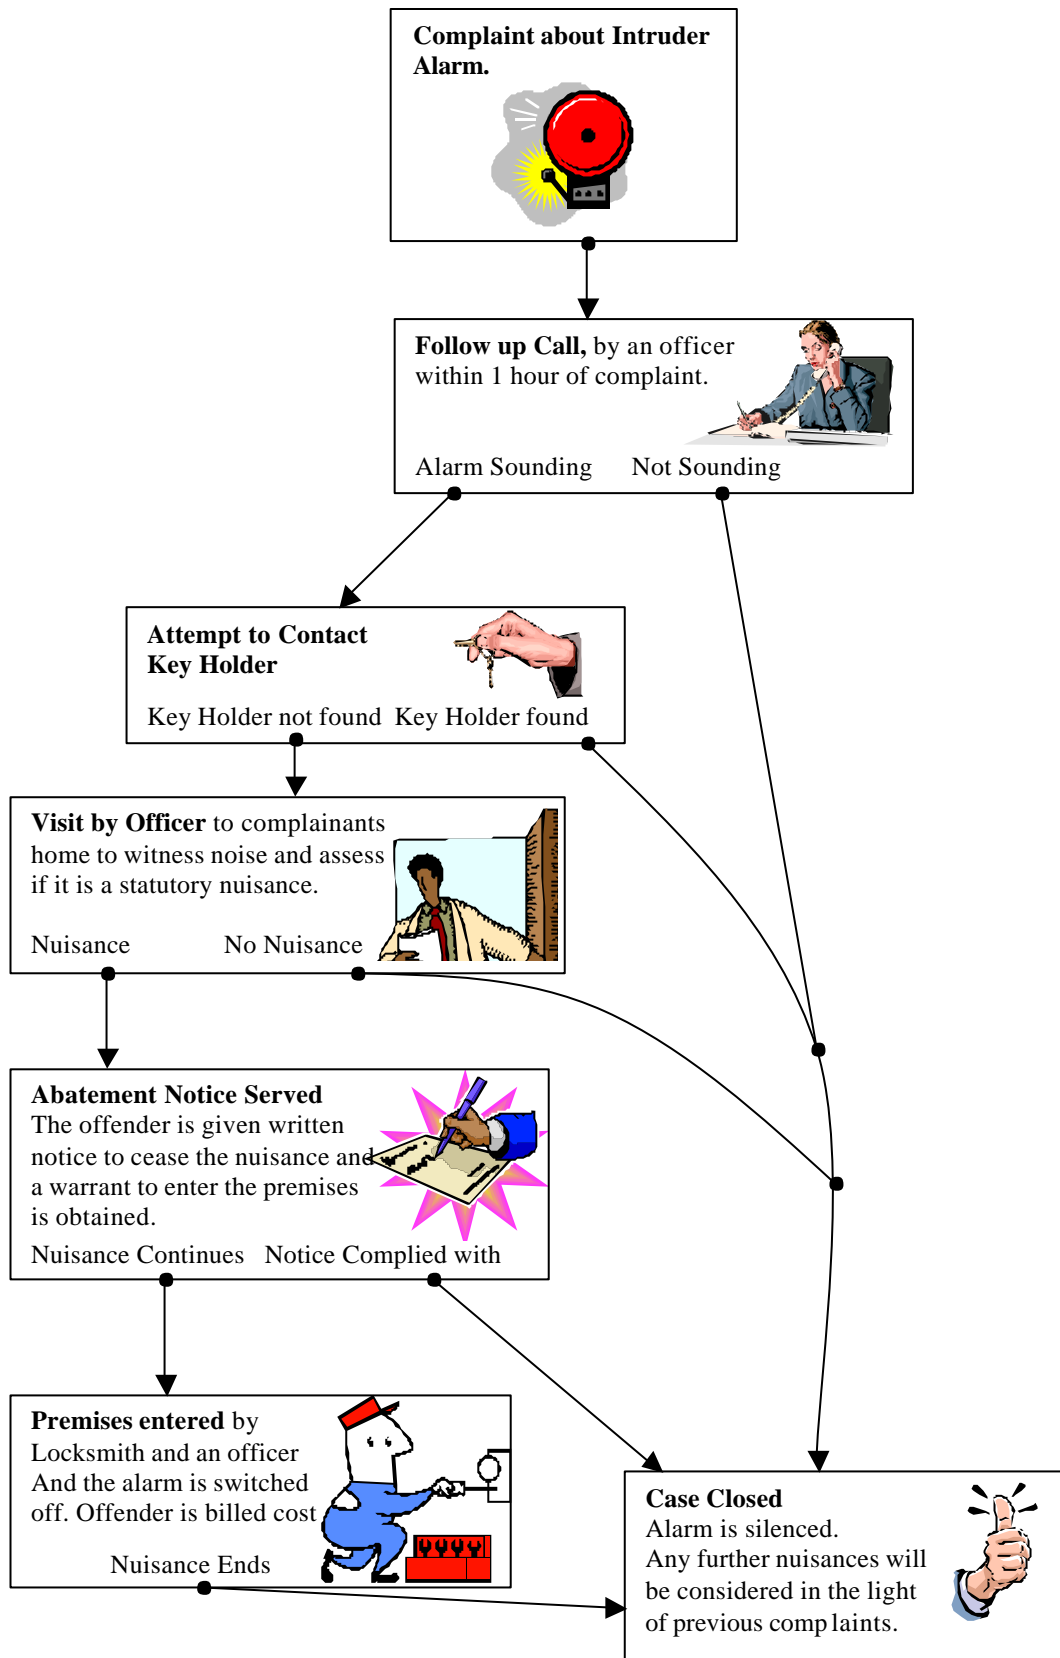 Complaint about Intruder
Alarm.
Follow up Call, by an officer
within 1 hour of complaint.
Alarm Sounding Not Sounding
Attempt to Contact
Key Holder
Key Holder not found Key Holder found
Visit by Officer to complainants
home to witness noise and assess
if it is a statutory nuisance.
Nuisance No Nuisance
Abatement Notice Served
The offender is given written
notice to cease the nuisance and
a warrant to enter the premises
is obtained.
Nuisance Continues Notice Complied with
Premises entered by
Locksmith and an officer
And the alarm is switched
off. Offender is billed cost
Nuisance Ends
Case Closed
Alarm is silenced.
Any further nuisances will
be considered in the light
of previous complaints.